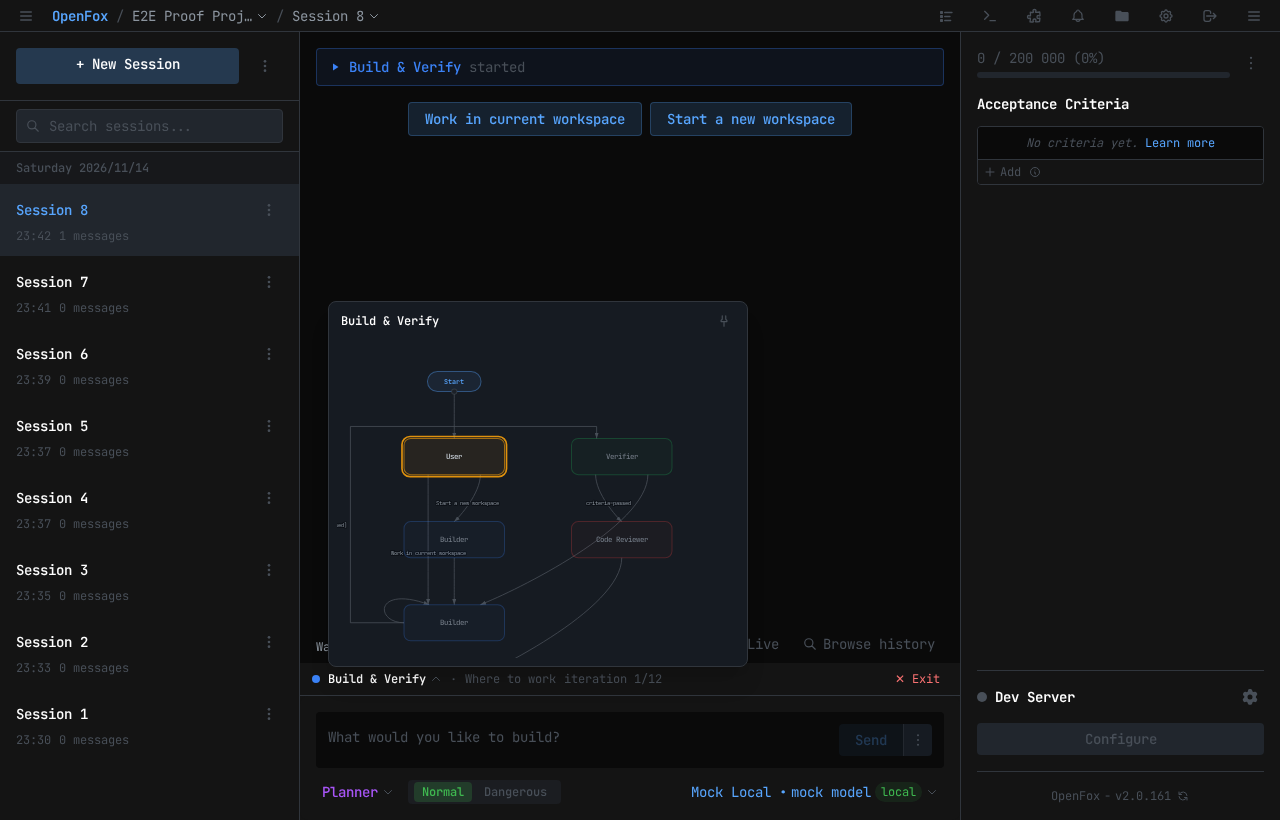 OpenFox / E2E Proof Proj… / Session 8
+ New Session
Search sessions...
Saturday 2026/11/14
Session 8
23:42 1 messages
Session 7
23:41 0 messages
Session 6
23:39 0 messages
Session 5
23:37 0 messages
Session 4
23:37 0 messages
Session 3
23:35 0 messages
Session 2
23:33 0 messages
Session 1
23:30 0 messages
Build & Verify started
Work in current workspace
Start a new workspace
Build & Verify
Start
User
Verifier
Start a new workspace
criteria-passed
ed)
Builder
Code Reviewer
Work in current workspace
Builder
Wa
Live
Browse history
Build & Verify · Where to work iteration 1/12
✕ Exit
What would you like to build?
Send
Planner
Normal
Dangerous
Mock Local • mock model local
0 / 200 000 (0%)
Acceptance Criteria
No criteria yet. Learn more
+ Add
Dev Server
Configure
OpenFox - v2.0.161